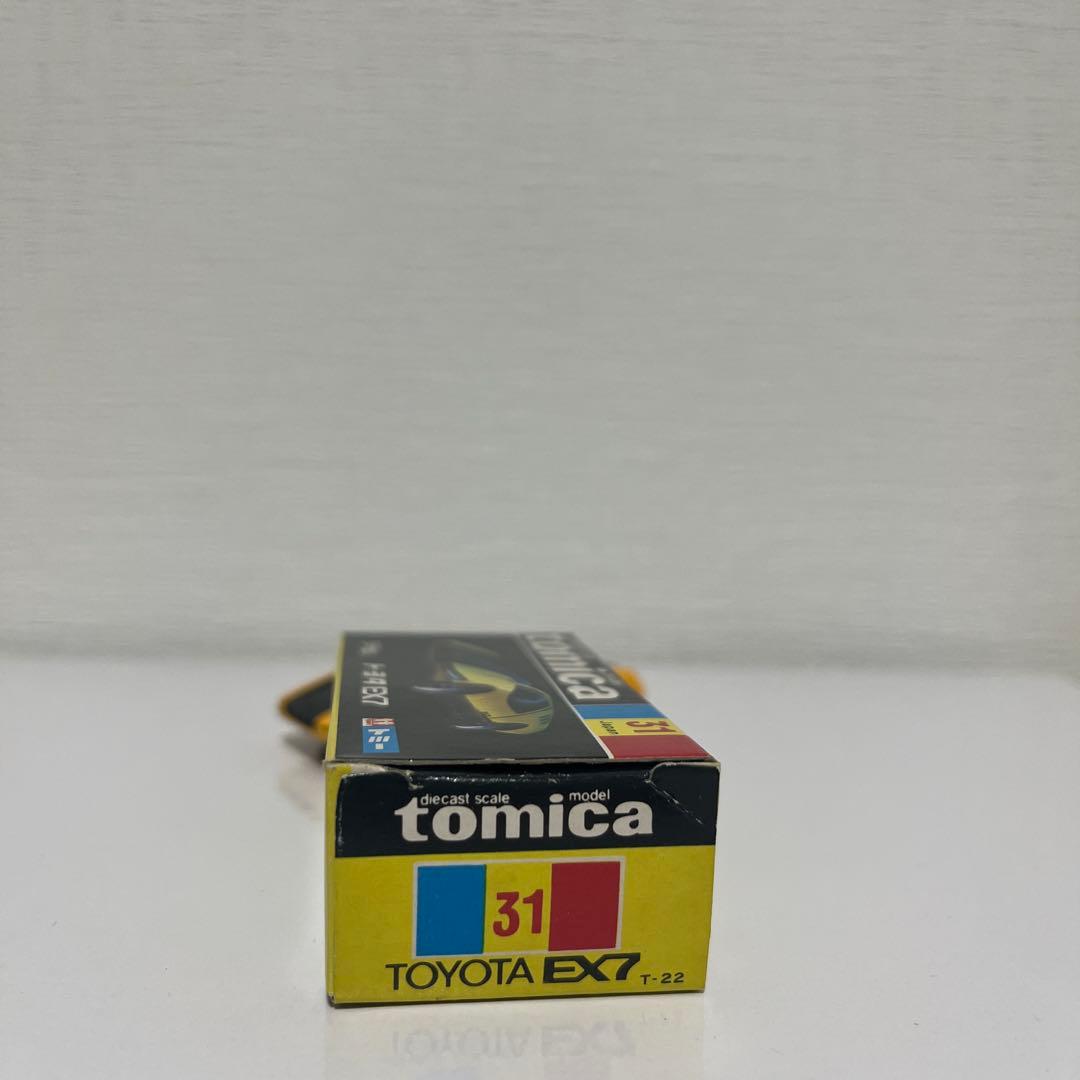 tomica
31
JAPAN
トヨタEX7
トミー
diecast scale model
tomica
31
TOYOTA EX7 T-22